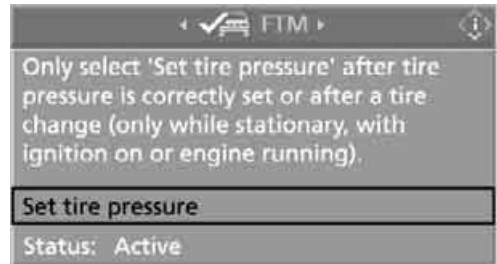 FTM
Only select 'Set tire pressure' after tire
pressure is correctly set or after a tire
change (only while stationary, with
ignition on or engine running).
Set tire pressure
Status: Active